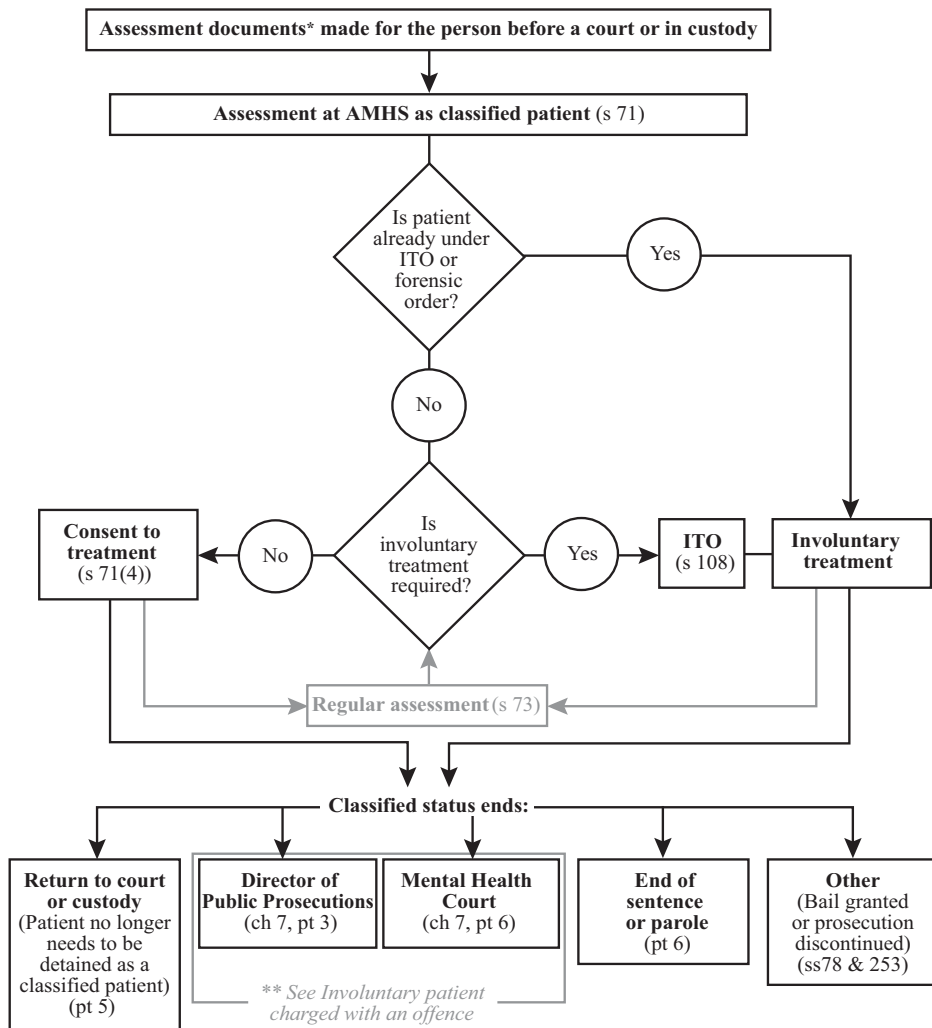 Assessment documents* made for the person before a court or in custody
Assessment at AMHS as classified patient (s 71)
Is patient
already under
ITO or
forensic
order?
Yes
No
Consent to
treatment
(s 71(4))
No
Is
involuntary
treatment
required?
Yes
ITO
(s 108)
Involuntary
treatment
Regular assessment (s 73)
Classified status ends:
Return to court
or custody
(Patient no longer
needs to be
detained as a
classified patient)
(pt 5)
Director of
Public Prosecutions
(ch 7, pt 3)
Mental Health
Court
(ch 7, pt 6)
End of
sentence
or parole
(pt 6)
Other
(Bail granted
or prosecution
discontinued)
(ss78 & 253)
** See Involuntary patient
charged with an offence